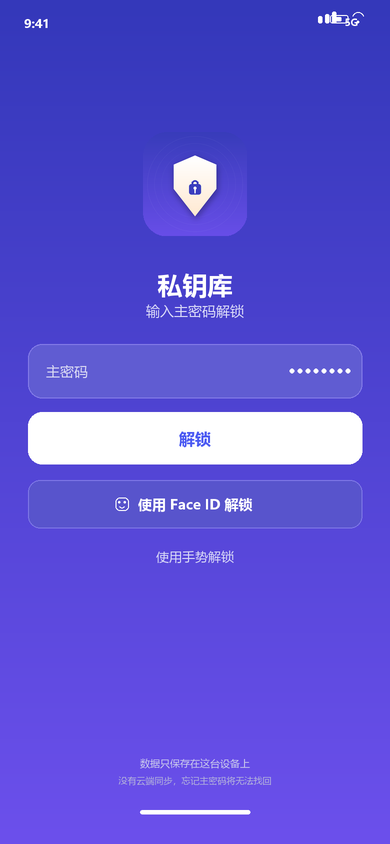 9:41
5G
私钥库
输入主密码解锁
主密码 ••••••••
解锁
使用 Face ID 解锁
使用手势解锁
数据只保存在这台设备上
没有云端同步，忘记主密码将无法找回